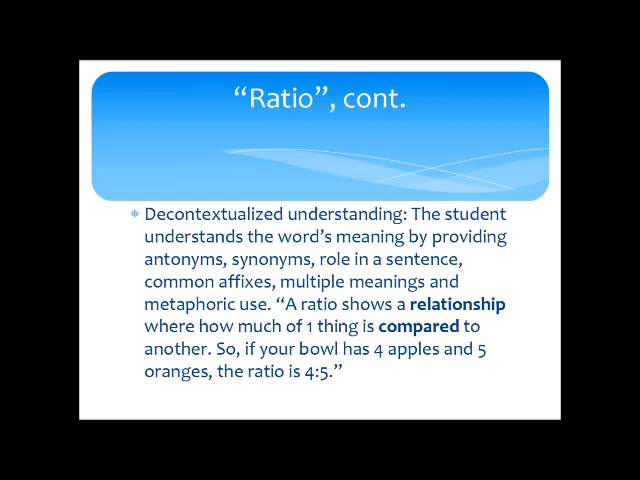 “Ratio”, cont.
Decontextualized understanding: The student
understands the word’s meaning by providing
antonyms, synonyms, role in a sentence,
common affixes, multiple meanings and
metaphoric use. “A ratio shows a relationship
where how much of 1 thing is compared to
another. So, if your bowl has 4 apples and 5
oranges, the ratio is 4:5.”